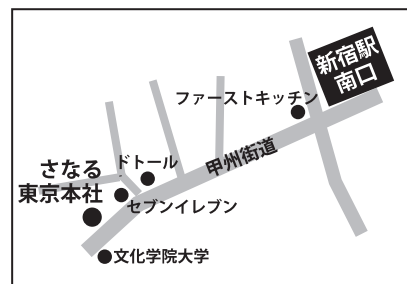 新宿駅
南口
ファーストキッチン
甲州街道
ドトール
さなる
東京本社
セブンイレブン
文化学院大学